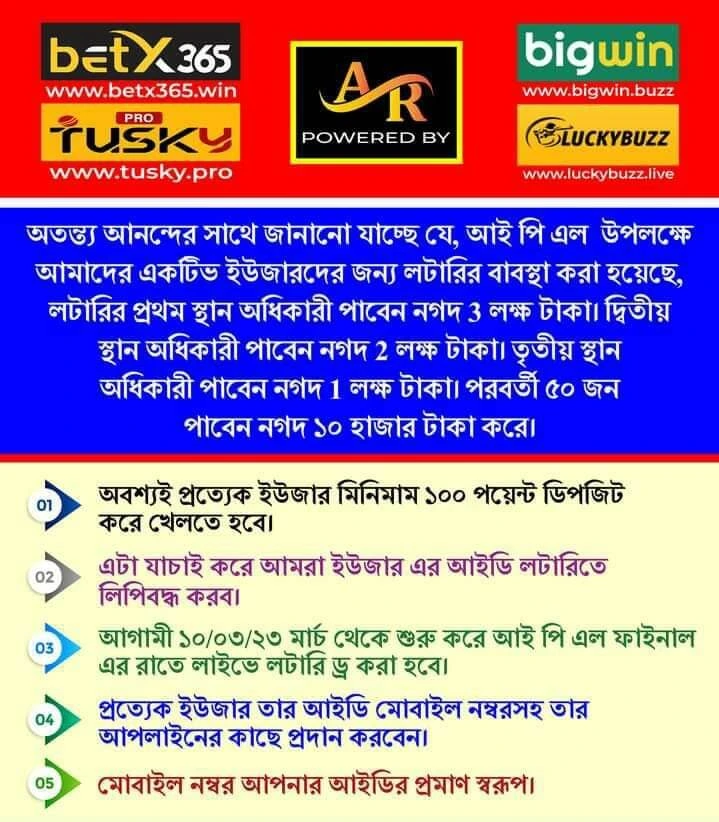 betX365
www.betx365.win
PRO
TUSKY
www.tusky.pro
AR
POWERED BY
bigwin
www.bigwin.buzz
LUCKYBUZZ
www.luckybuzz.live
অতন্ত্য আনন্দের সাথে জানানো যাচ্ছে যে, আই পি এল উপলক্ষে
আমাদের একটিভ ইউজারদের জন্য লটারির বাবস্থা করা হয়েছে,
লটারির প্রথম স্থান অধিকারী পাবেন নগদ 3 লক্ষ টাকা। দ্বিতীয়
স্থান অধিকারী পাবেন নগদ 2 লক্ষ টাকা। তৃতীয় স্থান
অধিকারী পাবেন নগদ 1 লক্ষ টাকা। পরবর্তী ৫০ জন
পাবেন নগদ ১০ হাজার টাকা করে।
01 অবশ্যই প্রত্যেক ইউজার মিনিমাম ১০০ পয়েন্ট ডিপজিট
করে খেলতে হবে।
02 এটা যাচাই করে আমরা ইউজার এর আইডি লটারিতে
লিপিবদ্ধ করব।
03 আগামী ১০/০৩/২৩ মার্চ থেকে শুরু করে আই পি এল ফাইনাল
এর রাতে লাইভে লটারি ড্র করা হবে।
04 প্রত্যেক ইউজার তার আইডি মোবাইল নম্বরসহ তার
আপলাইনের কাছে প্রদান করবেন।
05 মোবাইল নম্বর আপনার আইডির প্রমাণ স্বরূপ।